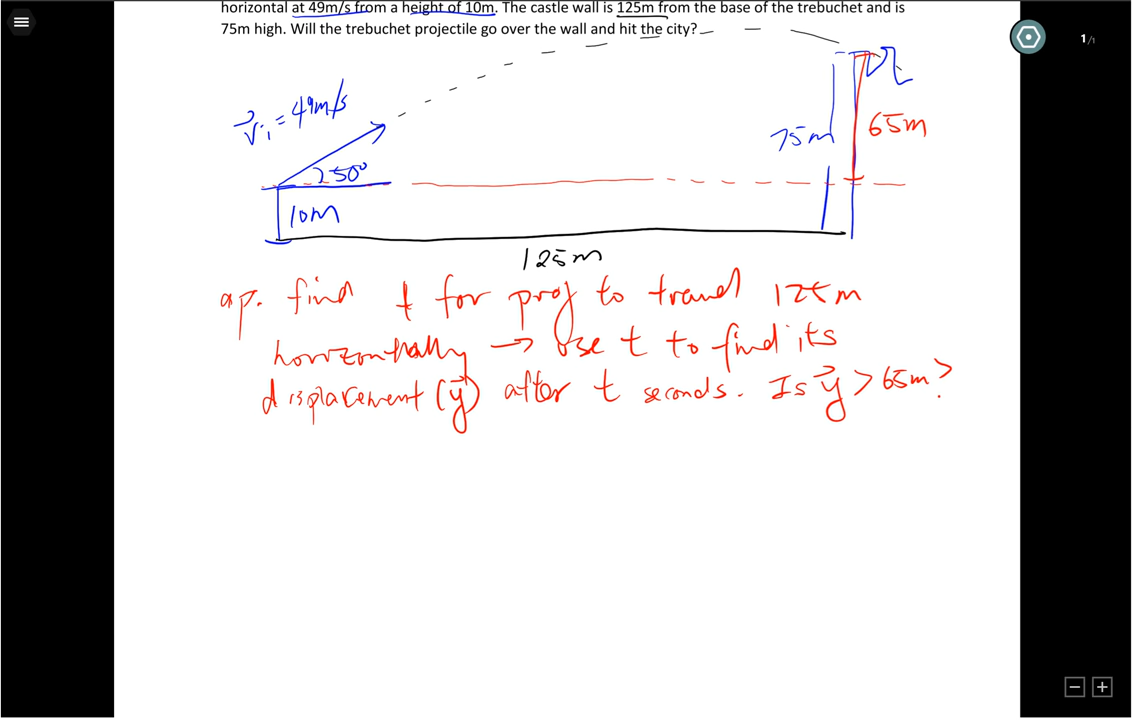 horizontal at 49m/s from a height of 10m. The castle wall is 125m from the base of the trebuchet and is
75m high. Will the trebuchet projectile go over the wall and hit the city?
1/1
v⃗i₁ = 49m/s
75m
65m
50°
10m
125m
ap. find t for proj to travel 125m
horizontally → use t to find its
displacement (y⃗) after t seconds. Is y⃗ > 65m?